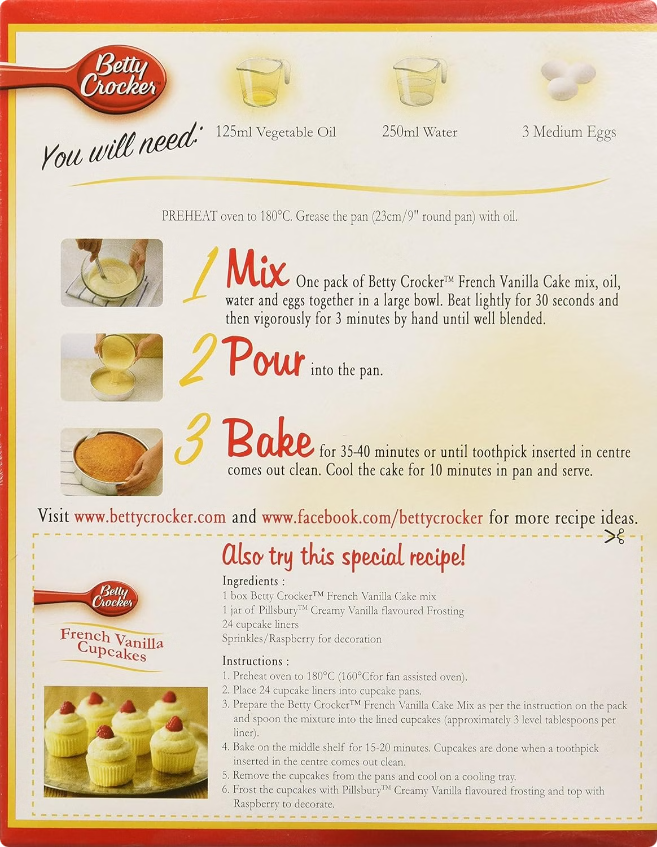 Betty
Crocker™
You will need:
125ml Vegetable Oil
250ml Water
3 Medium Eggs
PREHEAT oven to 180°C. Grease the pan (23cm/9" round pan) with oil.
1 Mix One pack of Betty Crocker™ French Vanilla Cake mix, oil,
water and eggs together in a large bowl. Beat lightly for 30 seconds and
then vigorously for 3 minutes by hand until well blended.
2 Pour into the pan.
3 Bake for 35-40 minutes or until toothpick inserted in centre
comes out clean. Cool the cake for 10 minutes in pan and serve.
Visit www.bettycrocker.com and www.facebook.com/bettycrocker for more recipe ideas.
Also try this special recipe!
Betty
Crocker
French Vanilla
Cupcakes
Ingredients :
1 box Betty Crocker™ French Vanilla Cake mix
1 jar of Pillsbury™ Creamy Vanilla flavoured Frosting
24 cupcake liners
Sprinkles/Raspberry for decoration
Instructions :
1. Preheat oven to 180°C (160°Cfor fan assisted oven).
2. Place 24 cupcake liners into cupcake pans.
3. Prepare the Betty Crocker™ French Vanilla Cake Mix as per the instruction on the pack
and spoon the mixture into the lined cupcakes (approximately 3 level tablespoons per
liner).
4. Bake on the middle shelf for 15-20 minutes. Cupcakes are done when a toothpick
inserted in the centre comes out clean.
5. Remove the cupcakes from the pans and cool on a cooling tray.
6. Frost the cupcakes with Pillsbury™ Creamy Vanilla flavoured frosting and top with
Raspberry to decorate.